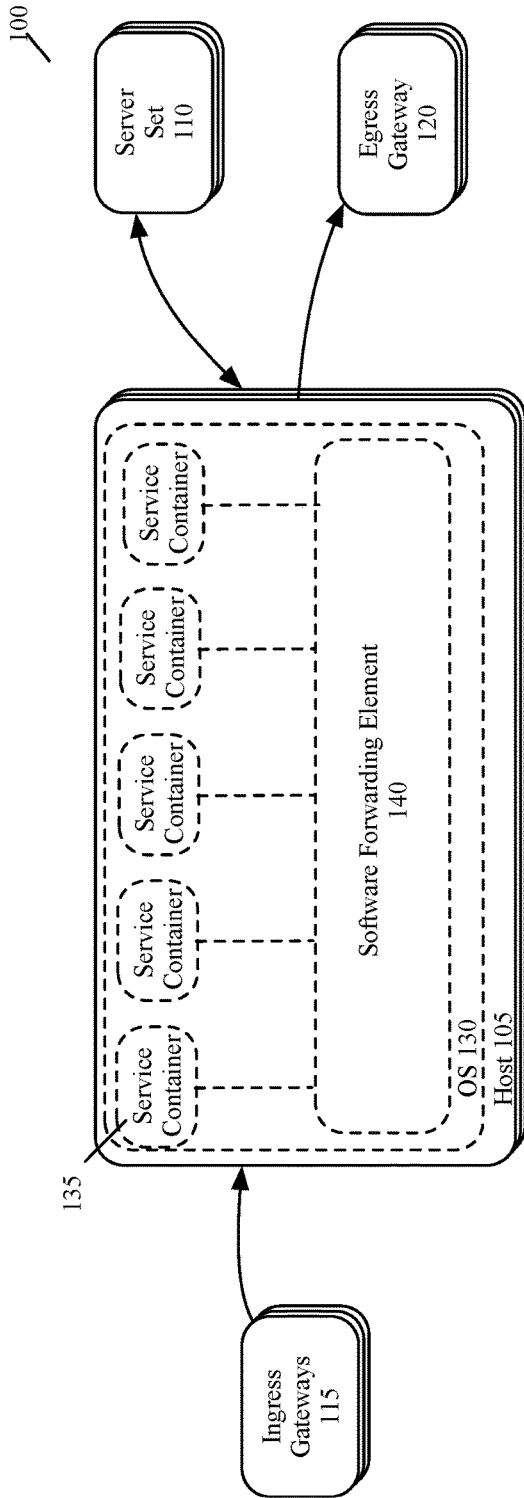 100
Server
Set
110
Egress
Gateway
120
135
Service
Container
Service
Container
Service
Container
Service
Container
Service
Container
Software Forwarding Element
140
OS 130
Host 105
Ingress
Gateways
115